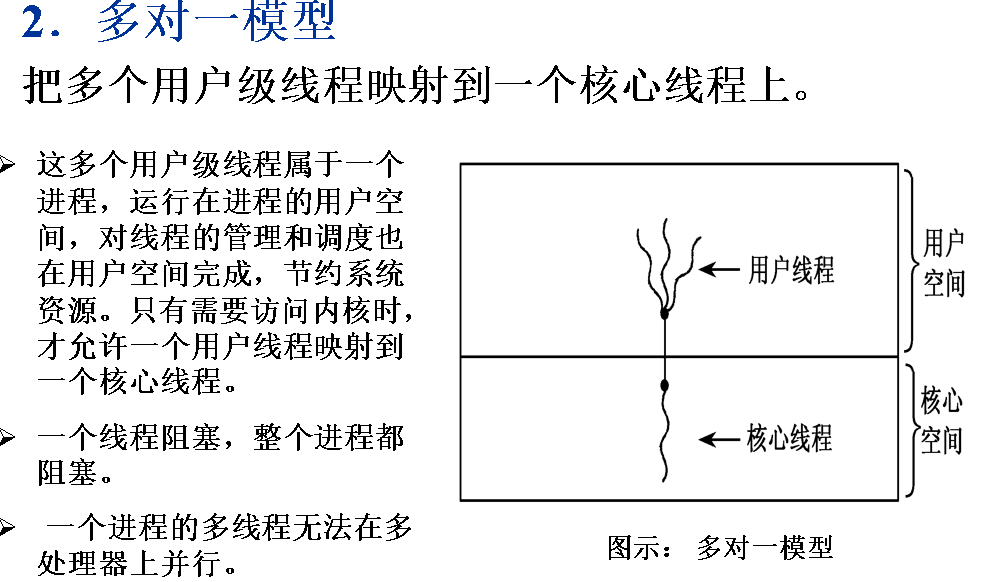 2. 多对一模型
把多个用户级线程映射到一个核心线程上。
➢ 这多个用户级线程属于一个
进程，运行在进程的用户空
间，对线程的管理和调度也
在用户空间完成，节约系统
资源。只有需要访问内核时，
才允许一个用户线程映射到
一个核心线程。
➢ 一个线程阻塞，整个进程都
阻塞。
➢ 一个进程的多线程无法在多
处理器上并行。
用户线程
用户
空间
核心线程
核心
空间
图示： 多对一模型